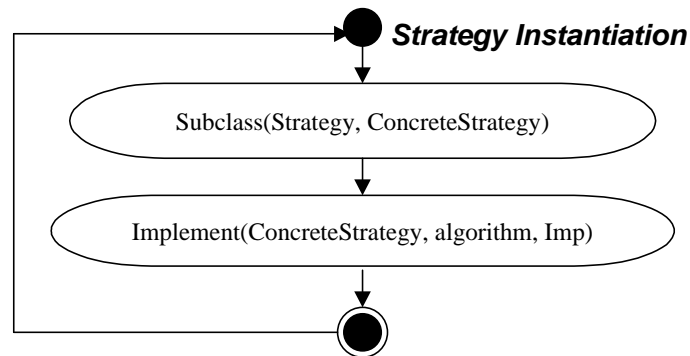 Strategy Instantiation
Subclass(Strategy, ConcreteStrategy)
Implement(ConcreteStrategy, algorithm, Imp)